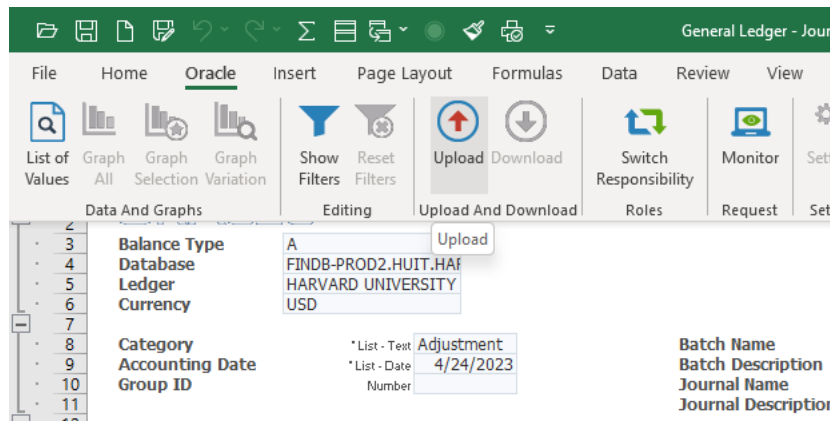 General Ledger - Jour
File Home Oracle Insert Page Layout Formulas Data Review View
List of Values Graph All Graph Selection Graph Variation Show Filters Reset Filters Upload Download Switch Responsibility Monitor Sett
Data And Graphs Editing Upload And Download Roles Request Set
Upload
2
3 Balance Type A
4 Database FINDB-PROD2.HUIT.HAR
5 Ledger HARVARD UNIVERSITY
6 Currency USD
7
8 Category *List - Text Adjustment Batch Name
9 Accounting Date *List - Date 4/24/2023 Batch Description
10 Group ID Number Journal Name
11 Journal Description